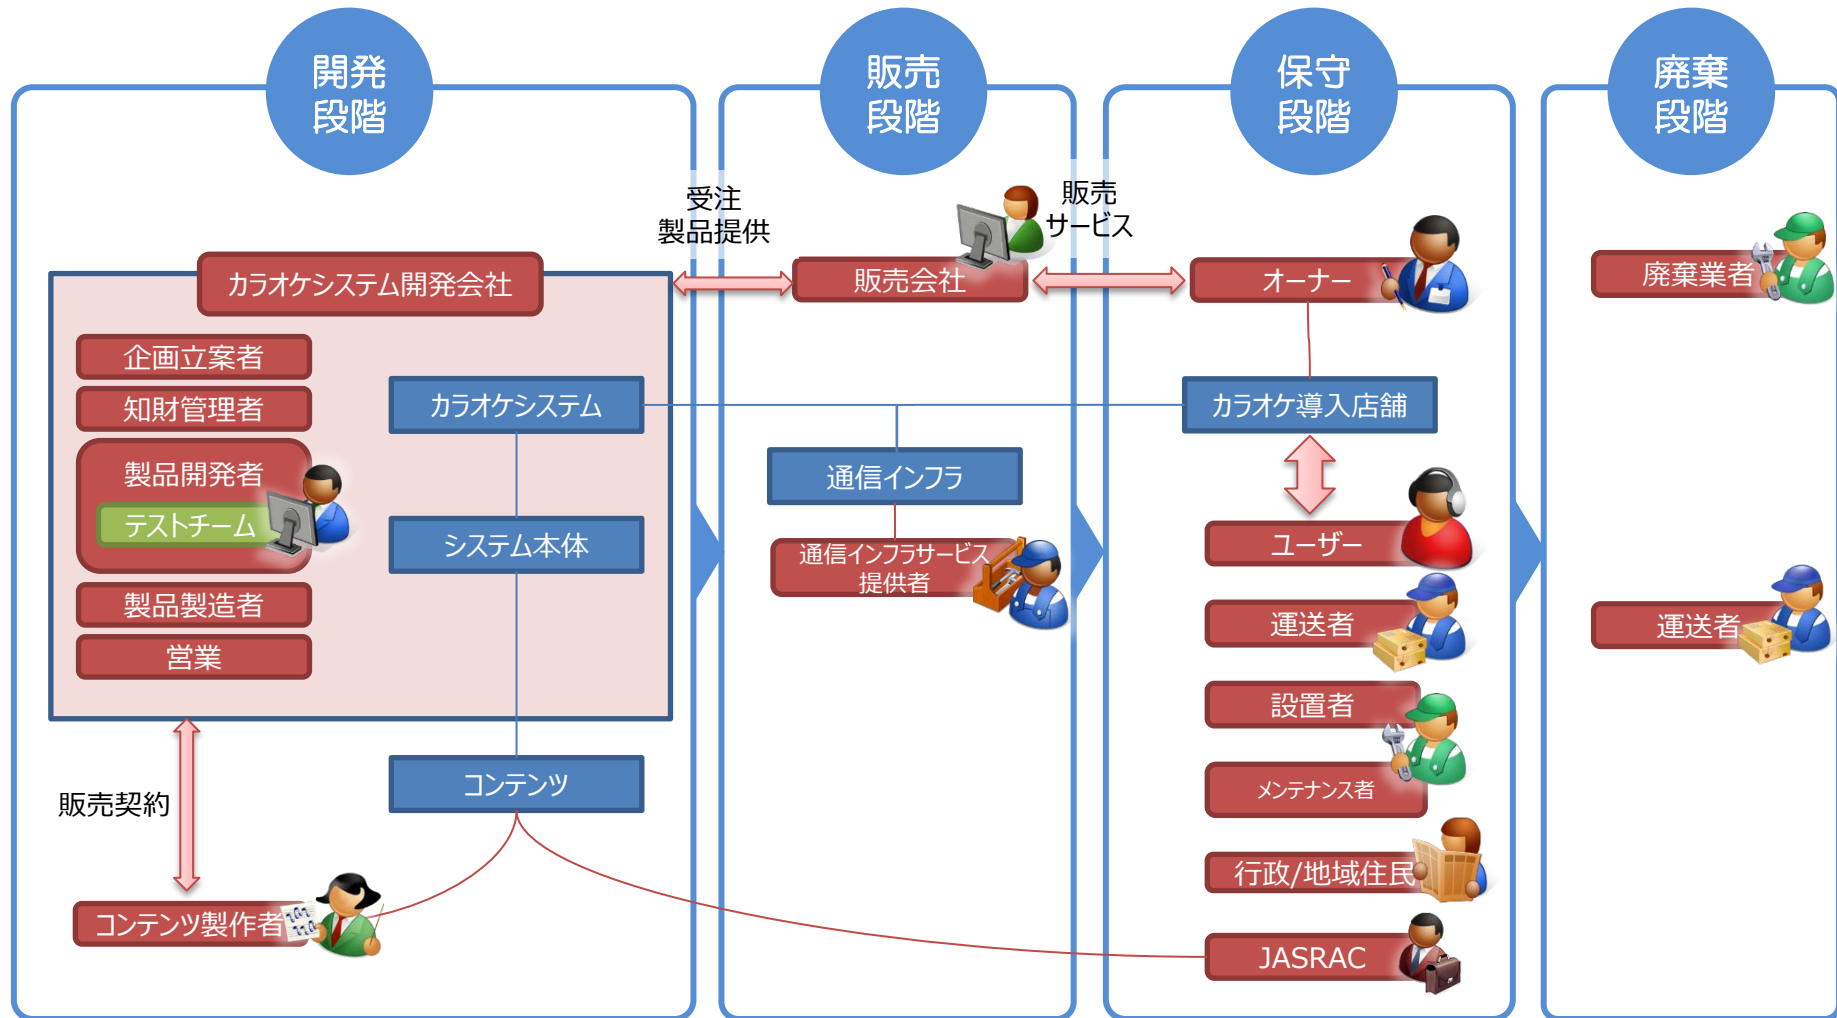 開発
段階
販売
段階
保守
段階
廃棄
段階
受注
製品提供
販売
サービス
カラオケシステム開発会社
販売会社
オーナー
廃棄業者
企画立案者
知財管理者
製品開発者
テストチーム
製品製造者
営業
カラオケシステム
システム本体
コンテンツ
販売契約
コンテンツ製作者
通信インフラ
通信インフラサービス
提供者
カラオケ導入店舗
ユーザー
運送者
設置者
メンテナンス者
行政/地域住民
JASRAC
運送者